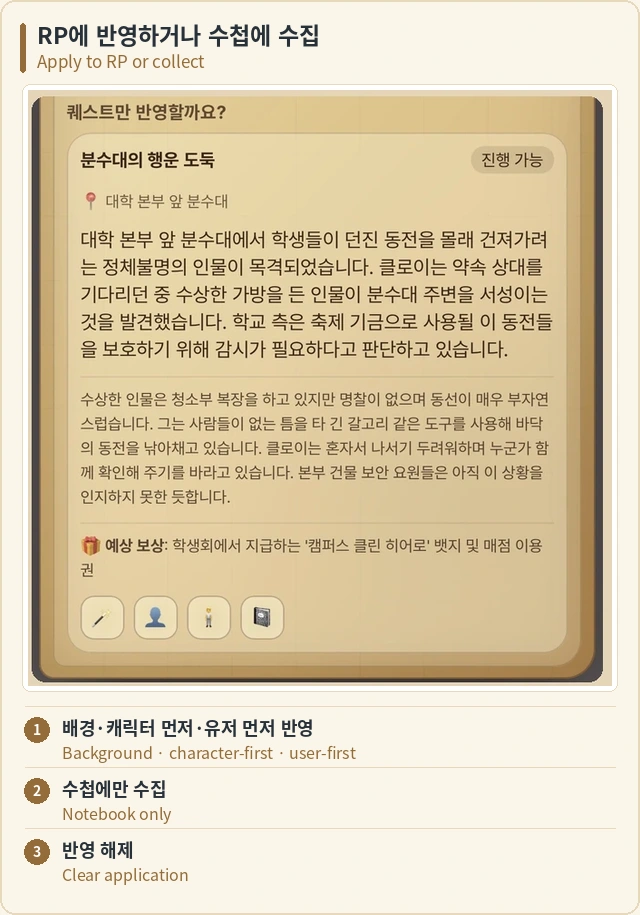 RP에 반영하거나 수첩에 수집
Apply to RP or collect
퀘스트만 반영할까요?
분수대의 행운 도둑
진행 가능
대학 본부 앞 분수대
대학 본부 앞 분수대에서 학생들이 던진 동전을 몰래 건져가려
는 정체불명의 인물이 목격되었습니다. 클로이는 약속 상대를
기다리던 중 수상한 가방을 든 인물이 분수대 주변을 서성이는
것을 발견했습니다. 학교 측은 축제 기금으로 사용될 이 동전들
을 보호하기 위해 감시가 필요하다고 판단하고 있습니다.
수상한 인물은 청소부 복장을 하고 있지만 명찰이 없으며 동선이 매우 부자연
스럽습니다. 그는 사람들이 없는 틈을 타 긴 갈고리 같은 도구를 사용해 바닥
의 동전을 낚아채고 있습니다. 클로이는 혼자서 나서기 두려워하며 누군가 함
께 확인해 주기를 바라고 있습니다. 본부 건물 보안 요원들은 아직 이 상황을
인지하지 못한 듯합니다.
예상 보상: 학생회에서 지급하는 '캠퍼스 클린 히어로' 뱃지 및 매점 이용
권
1 배경·캐릭터 먼저·유저 먼저 반영
Background · character-first · user-first
2 수첩에만 수집
Notebook only
3 반영 해제
Clear application